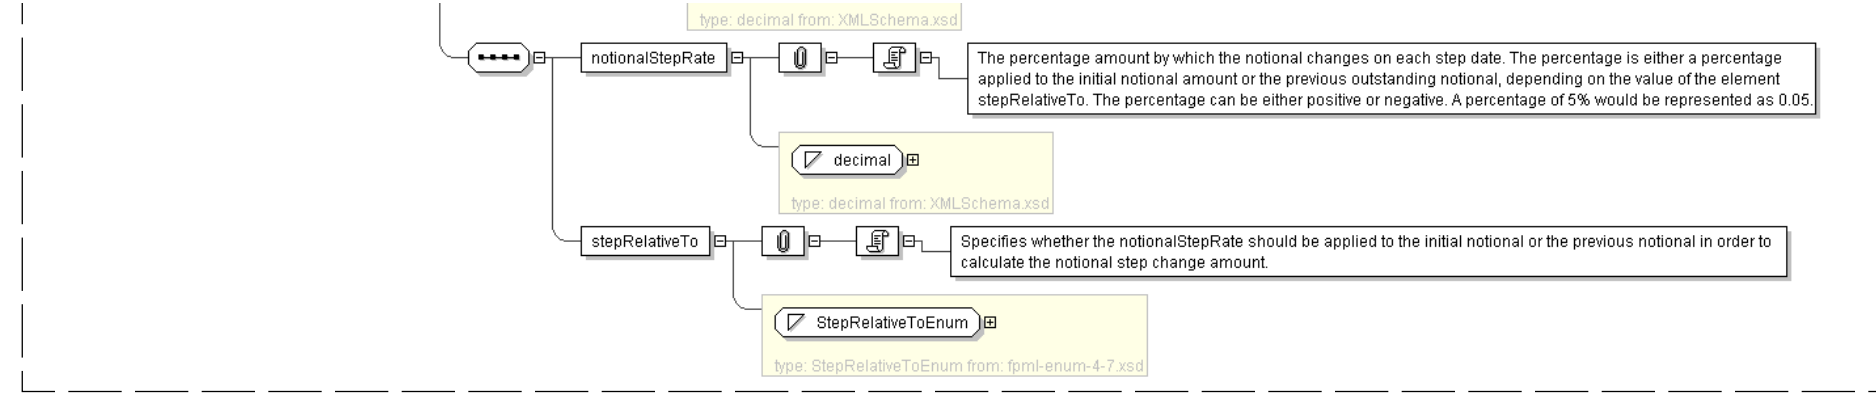 type: decimal from: XMLSchema.xsd
notionalStepRate
The percentage amount by which the notional changes on each step date. The percentage is either a percentage
applied to the initial notional amount or the previous outstanding notional, depending on the value of the element
stepRelativeTo. The percentage can be either positive or negative. A percentage of 5% would be represented as 0.05.
decimal
type: decimal from: XMLSchema.xsd
stepRelativeTo
Specifies whether the notionalStepRate should be applied to the initial notional or the previous notional in order to
calculate the notional step change amount.
StepRelativeToEnum
type: StepRelativeToEnum from: fpml-enum-4-7.xsd